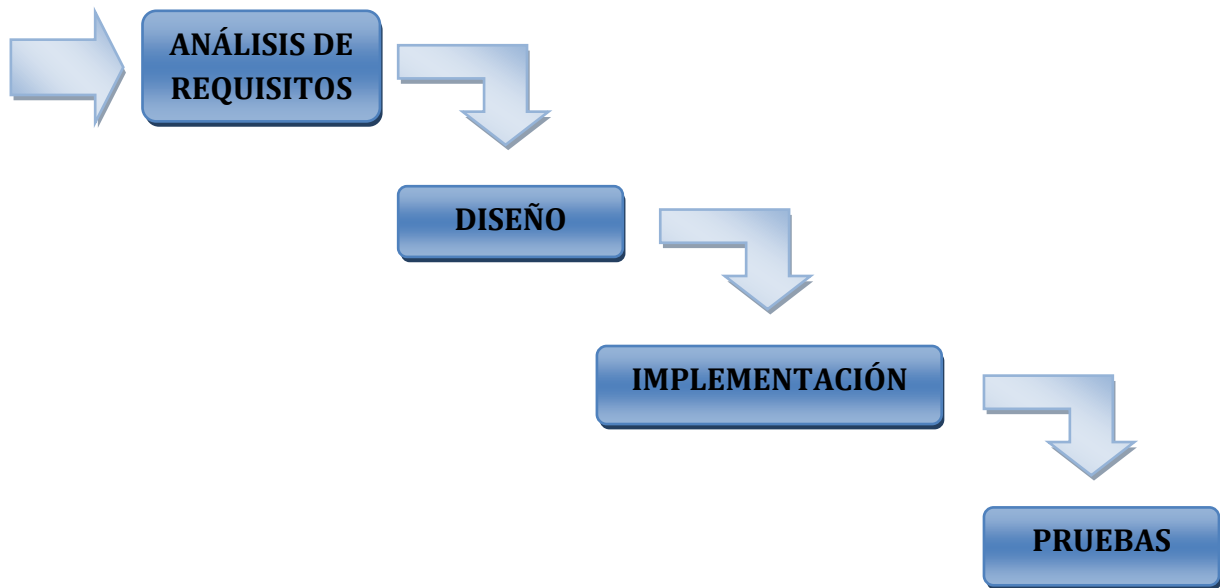 ANÁLISIS DE
REQUISITOS
DISEÑO
IMPLEMENTACIÓN
PRUEBAS